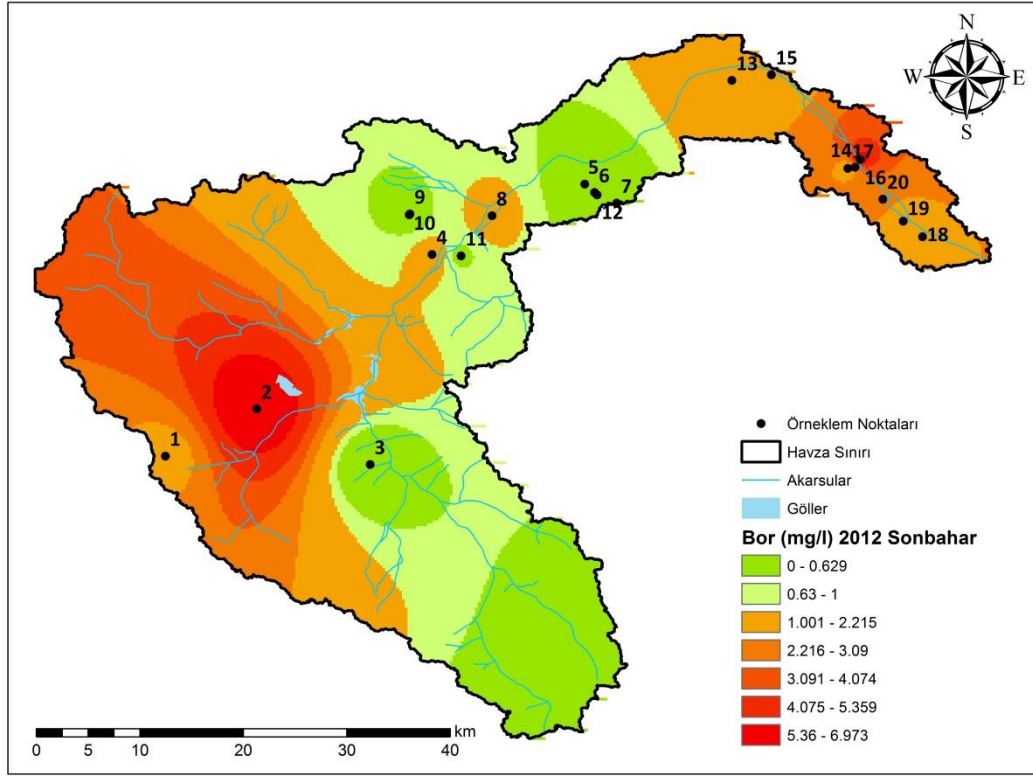 N
W E
S
13
15
14
17
16
20
19
18
5
6
7
12
9
10
8
4
11
2
1
3
Örneklem Noktaları
Havza Sınırı
Akarsular
Göller
Bor (mg/l) 2012 Sonbahar
0 - 0.629
0.63 - 1
1.001 - 2.215
2.216 - 3.09
3.091 - 4.074
4.075 - 5.359
5.36 - 6.973
km
0 5 10 20 30 40